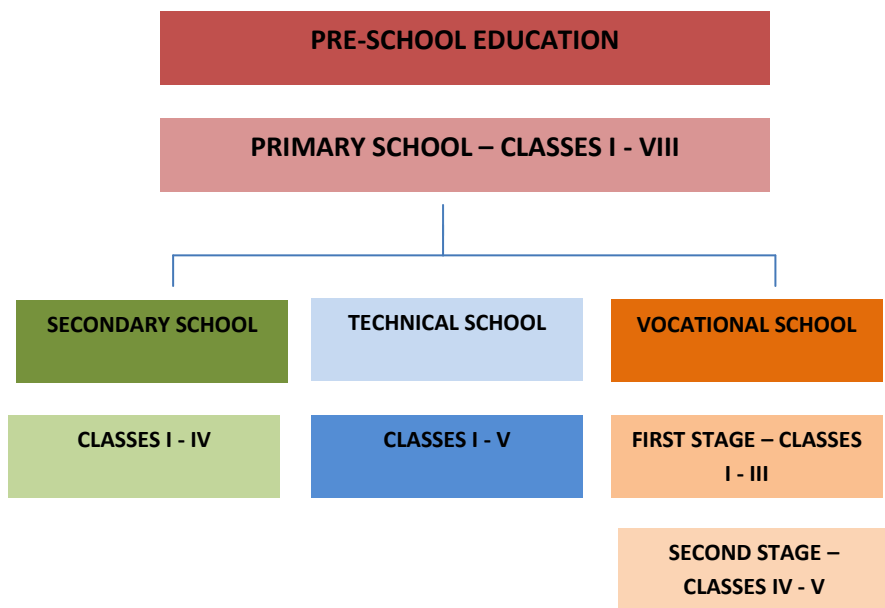 PRE-SCHOOL EDUCATION
PRIMARY SCHOOL – CLASSES I - VIII
SECONDARY SCHOOL
TECHNICAL SCHOOL
VOCATIONAL SCHOOL
CLASSES I - IV
CLASSES I - V
FIRST STAGE – CLASSES
I - III
SECOND STAGE –
CLASSES IV - V